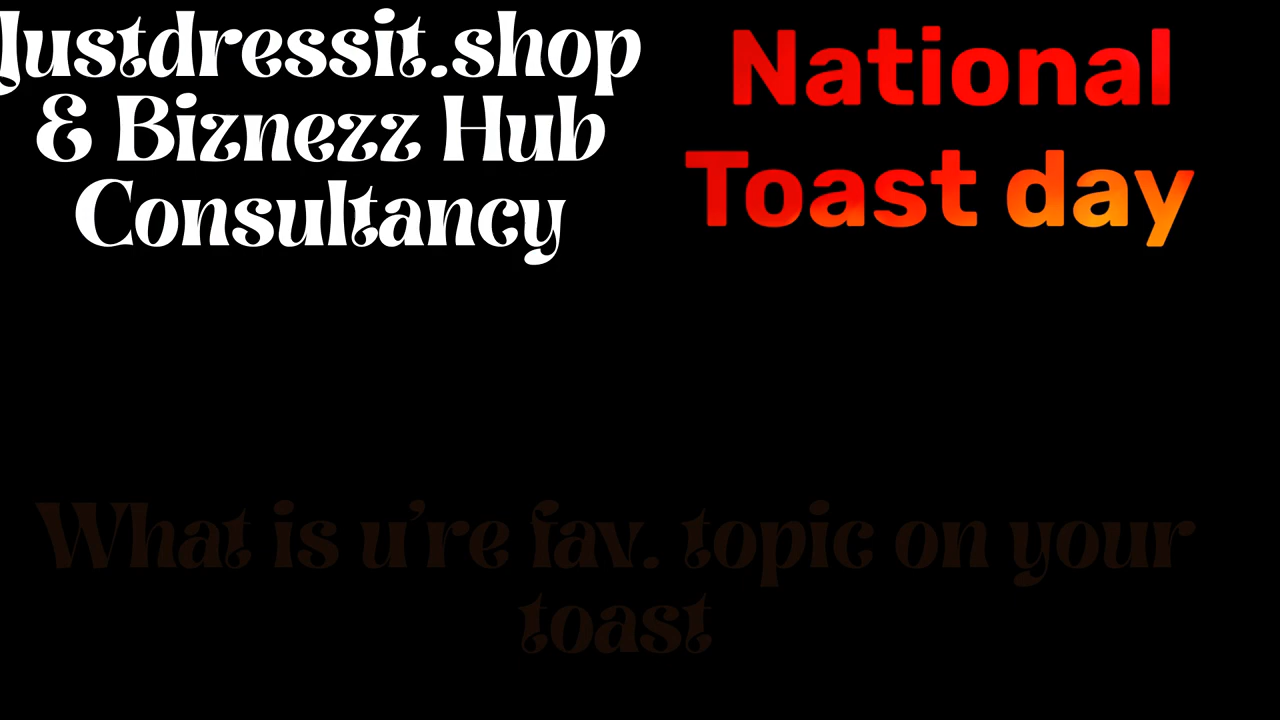 Justdressit.shop
& Biznezz Hub
Consultancy
National
Toast day
What is u're fav. topic on your
toast